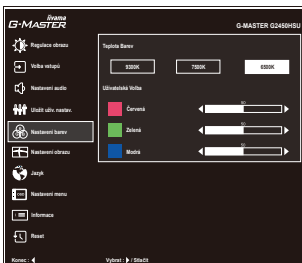 iiyama
G-MASTER
G-MASTER G2450HSU
Regulace obrazu
Volba vstupů
Nastavení audio
Uložit uživ. nastav.
Nastavení barev
Nastavení obrazu
Jazyk
Nastavení menu
Informace
Reset
Teplota Barev
9300K 7500K 6500K
Uživatelská Volba
Červená 50
Zelená 50
Modrá 50
OSD
Konec :
Vybrat : / Stlačit